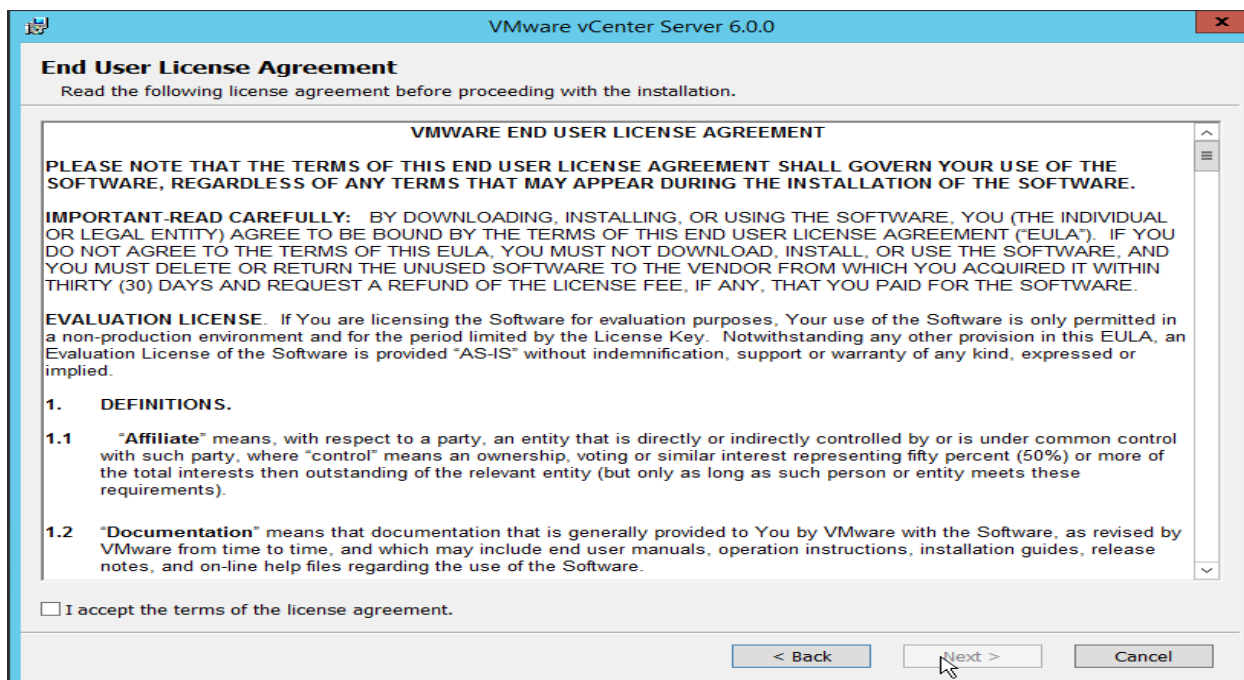 VMware vCenter Server 6.0.0
x
End User License Agreement
Read the following license agreement before proceeding with the installation.
VMWARE END USER LICENSE AGREEMENT
PLEASE NOTE THAT THE TERMS OF THIS END USER LICENSE AGREEMENT SHALL GOVERN YOUR USE OF THE
SOFTWARE, REGARDLESS OF ANY TERMS THAT MAY APPEAR DURING THE INSTALLATION OF THE SOFTWARE.
IMPORTANT-READ CAREFULLY: BY DOWNLOADING, INSTALLING, OR USING THE SOFTWARE, YOU (THE INDIVIDUAL
OR LEGAL ENTITY) AGREE TO BE BOUND BY THE TERMS OF THIS END USER LICENSE AGREEMENT (“EULA”). IF YOU
DO NOT AGREE TO THE TERMS OF THIS EULA, YOU MUST NOT DOWNLOAD, INSTALL, OR USE THE SOFTWARE, AND
YOU MUST DELETE OR RETURN THE UNUSED SOFTWARE TO THE VENDOR FROM WHICH YOU ACQUIRED IT WITHIN
THIRTY (30) DAYS AND REQUEST A REFUND OF THE LICENSE FEE, IF ANY, THAT YOU PAID FOR THE SOFTWARE.
EVALUATION LICENSE. If You are licensing the Software for evaluation purposes, Your use of the Software is only permitted in
a non-production environment and for the period limited by the License Key. Notwithstanding any other provision in this EULA, an
Evaluation License of the Software is provided “AS-IS” without indemnification, support or warranty of any kind, expressed or
implied.
1. DEFINITIONS.
1.1 “Affiliate” means, with respect to a party, an entity that is directly or indirectly controlled by or is under common control
with such party, where “control” means an ownership, voting or similar interest representing fifty percent (50%) or more of
the total interests then outstanding of the relevant entity (but only as long as such person or entity meets these
requirements).
1.2 “Documentation” means that documentation that is generally provided to You by VMware with the Software, as revised by
VMware from time to time, and which may include end user manuals, operation instructions, installation guides, release
notes, and on-line help files regarding the use of the Software.
I accept the terms of the license agreement.
< Back Next > Cancel